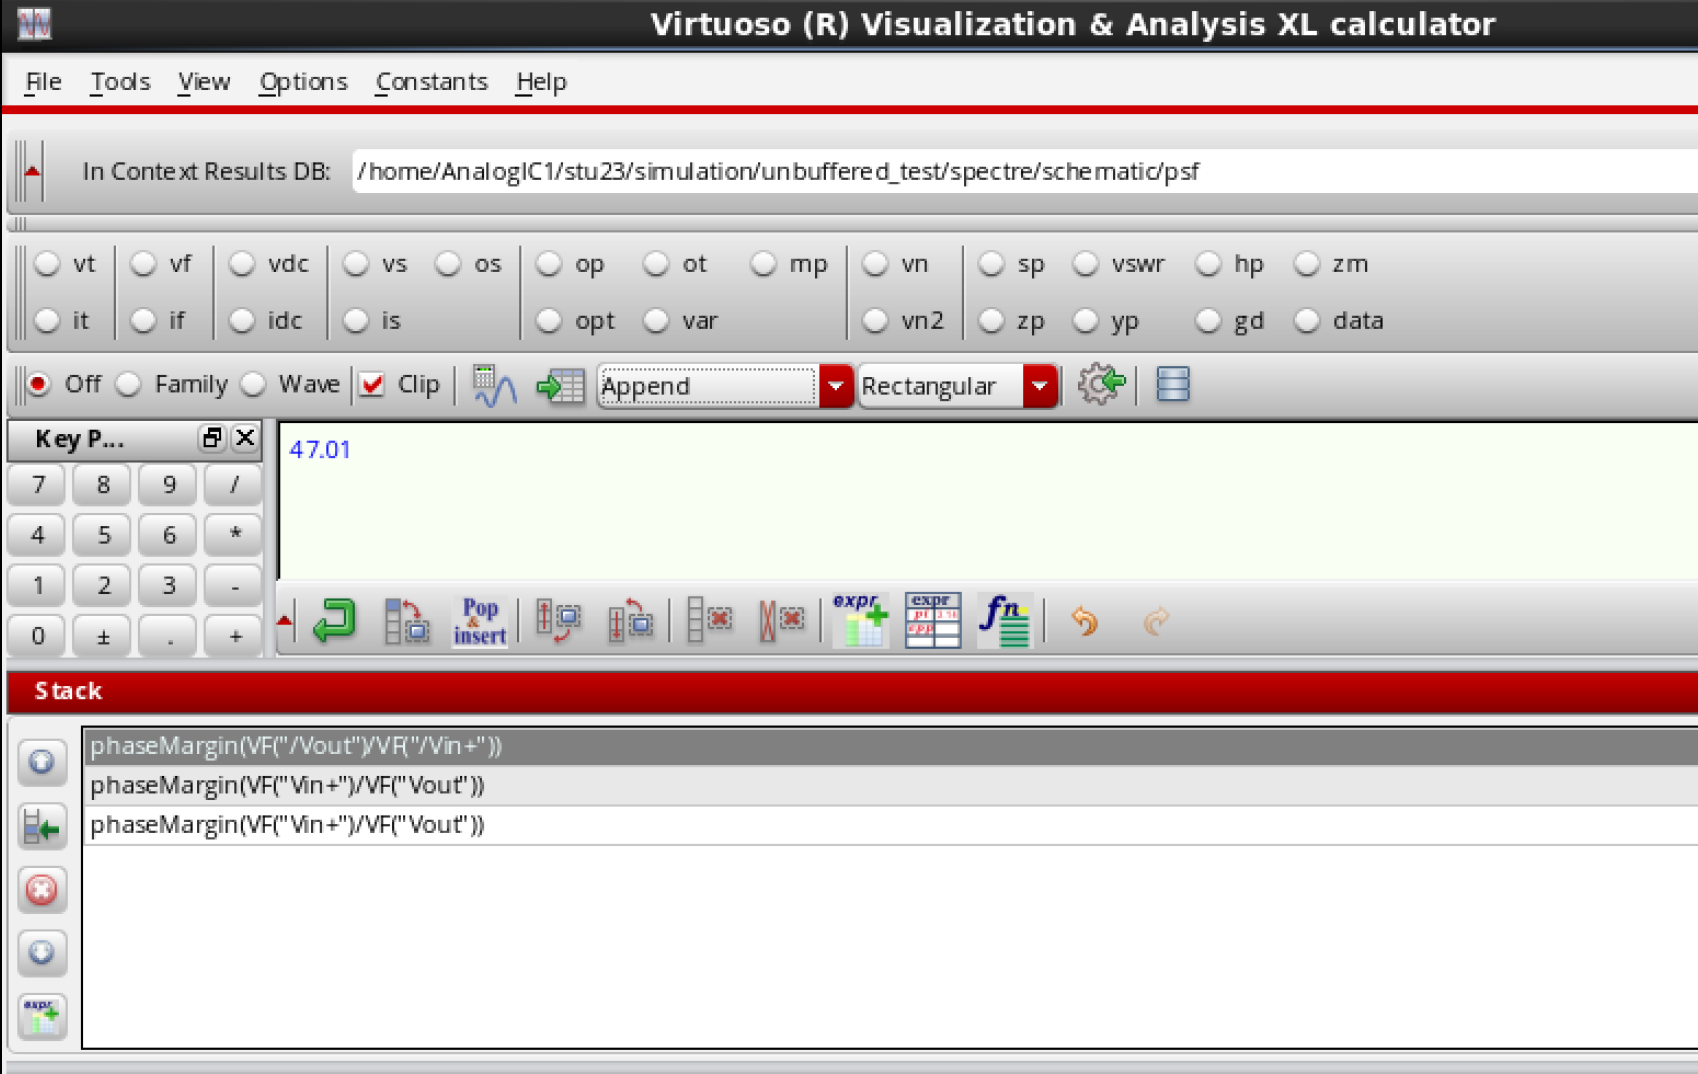 Virtuoso (R) Visualization & Analysis XL calculator
File Tools View Options Constants Help
In Context Results DB: /home/AnalogIC1/stu23/simulation/unbuffered_test/spectre/schematic/psf
vt vf vdc vs os op ot mp vn sp vswr hp zm
it if idc is opt var vn2 zp yp gd data
Off Family Wave Clip Append Rectangular
Key P...
47.01
7 8 9 /
4 5 6 *
1 2 3 -
0 ± . +
Pop & insert
expr
expr
fn
Stack
phaseMargin(VF("/Vout")/VF("/Vin+"))
phaseMargin(VF("Vin+")/VF("Vout"))
phaseMargin(VF("Vin+")/VF("Vout"))
expr